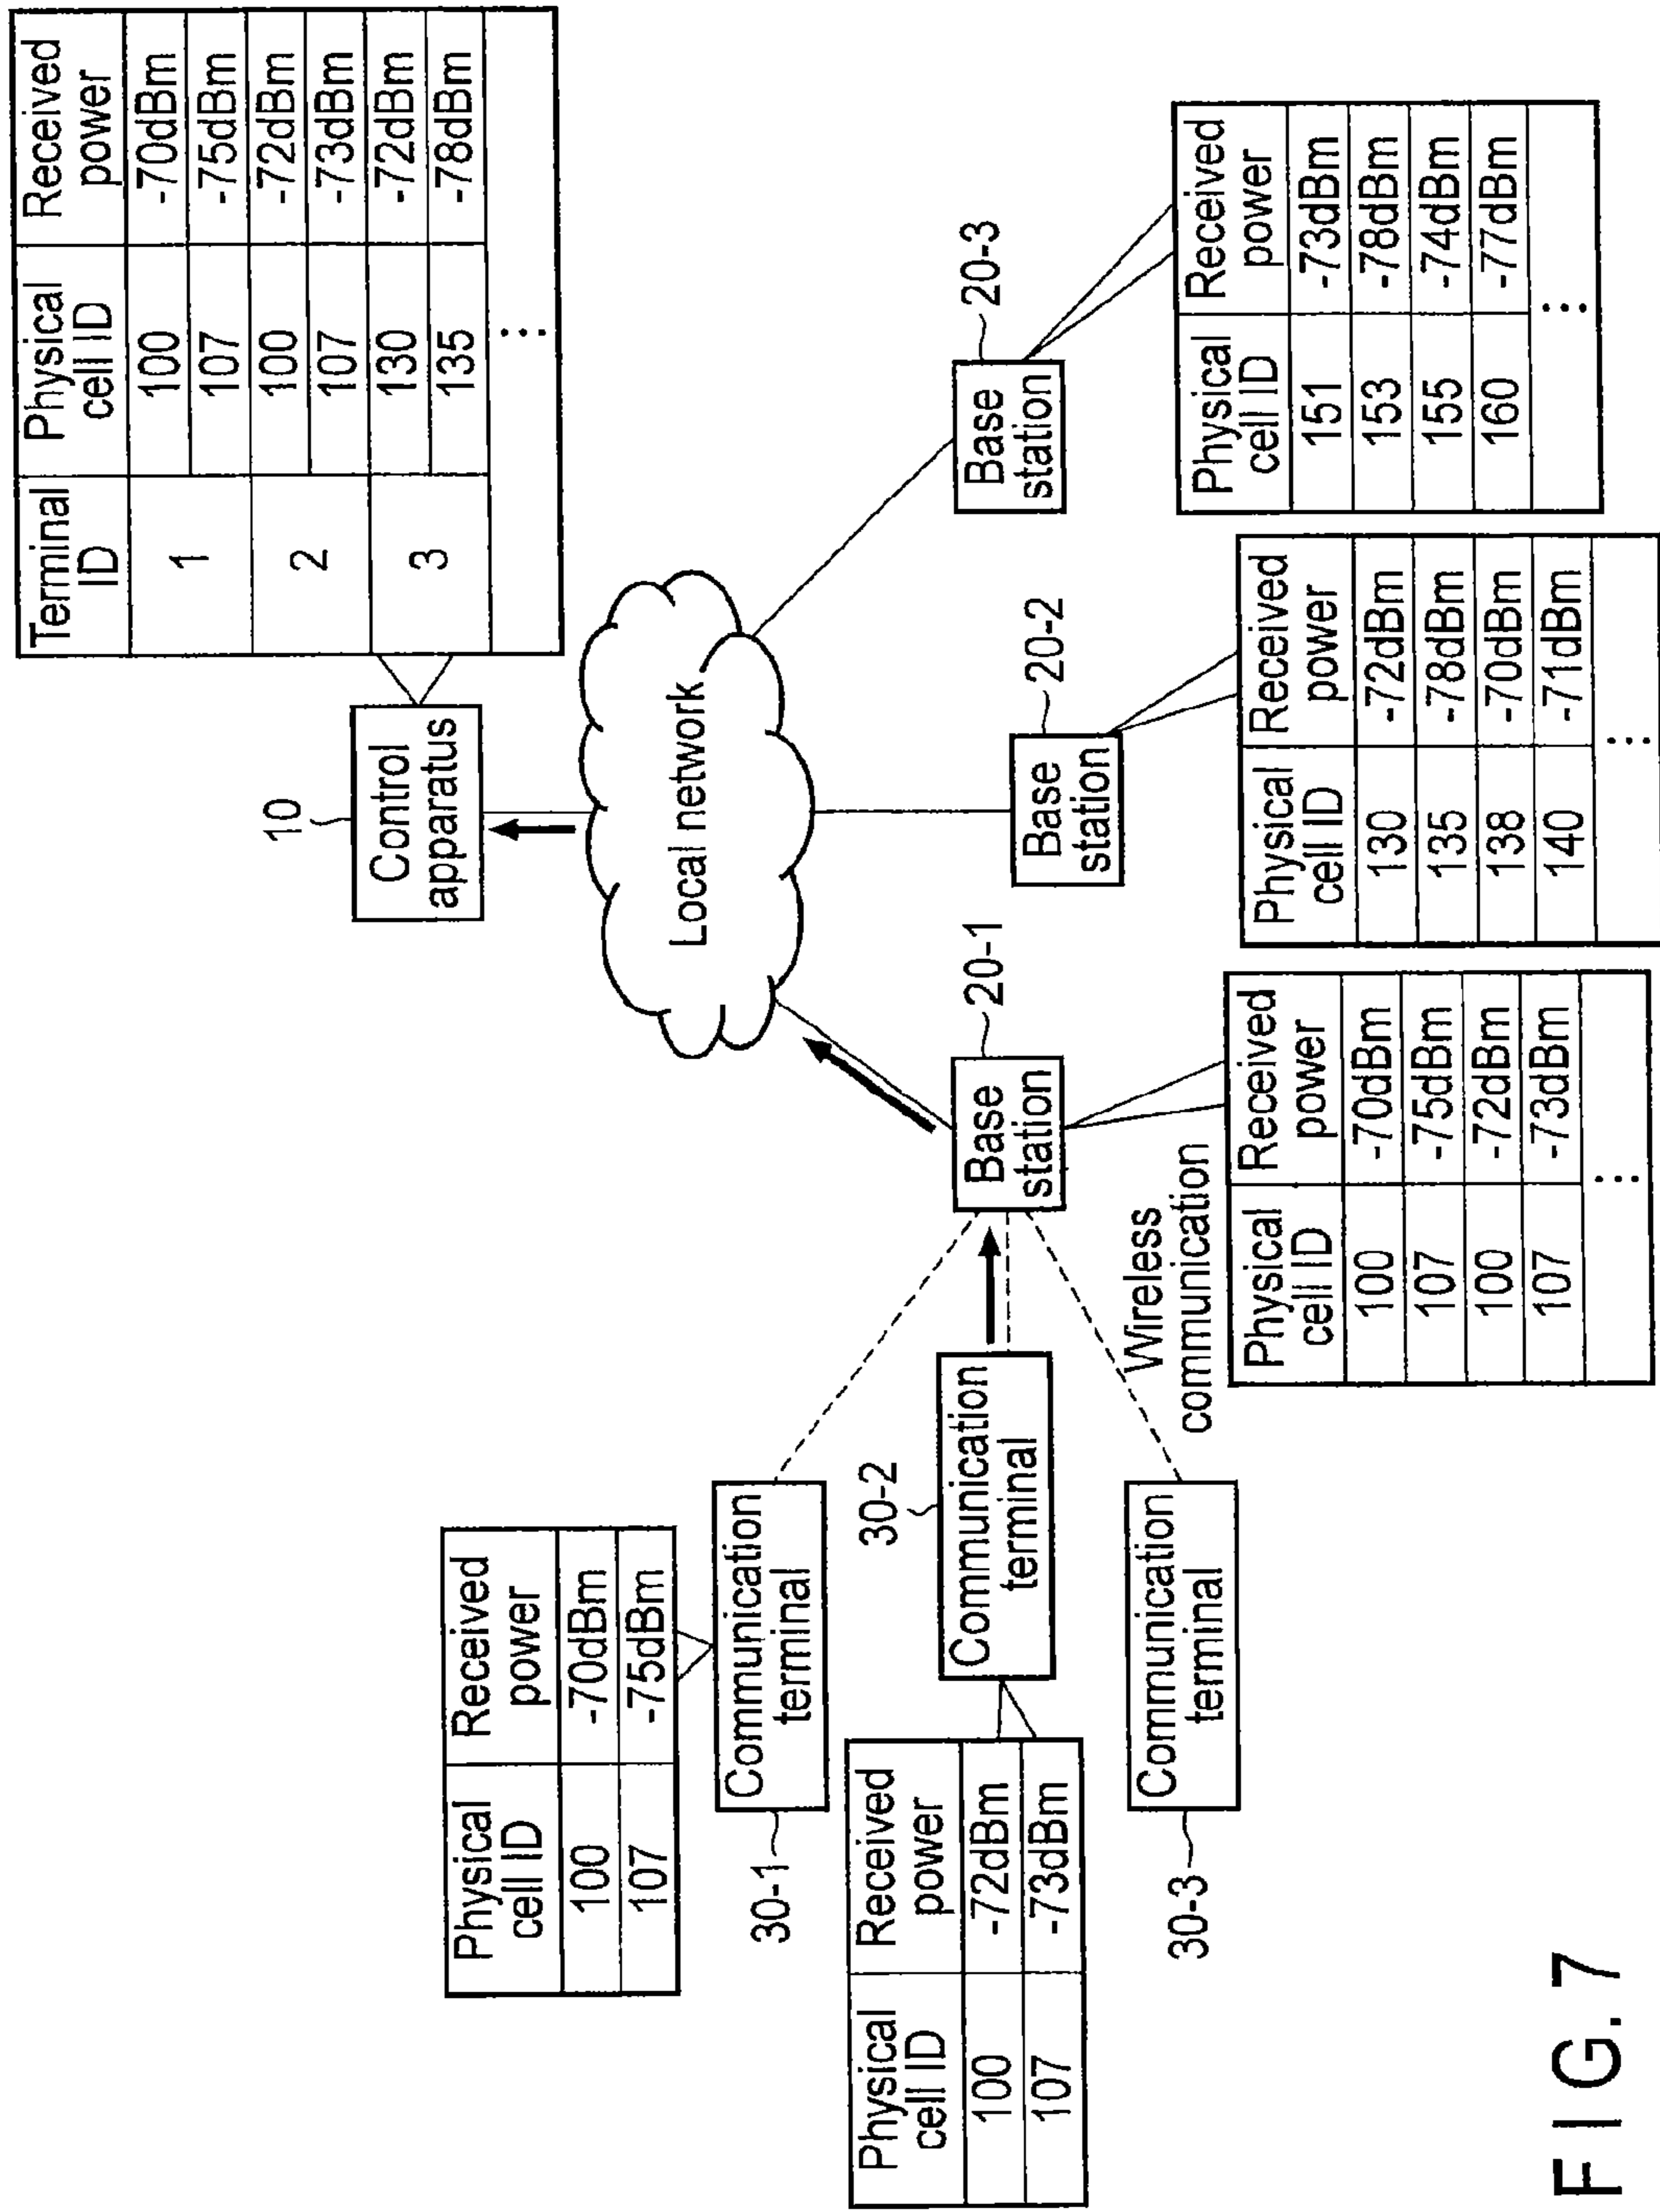 Terminal ID | Physical cell ID | Received power
1 | 100 | -70dBm
107 | -75dBm
2 | 100 | -72dBm
107 | -73dBm
3 | 130 | -72dBm
135 | -78dBm
⋮
10
Control
apparatus
Local network
Physical cell ID | Received power
100 | -70dBm
107 | -75dBm
Communication
terminal
30-1
30-2
Communication
terminal
Physical cell ID | Received power
100 | -72dBm
107 | -73dBm
Communication
terminal
30-3
Wireless
communication
Base
station
20-1
Base
station
20-2
Base
station
20-3
Physical cell ID | Received power
100 | -70dBm
107 | -75dBm
100 | -72dBm
107 | -73dBm
⋮
Physical cell ID | Received power
130 | -72dBm
135 | -78dBm
138 | -70dBm
140 | -71dBm
⋮
Physical cell ID | Received power
151 | -73dBm
153 | -78dBm
155 | -74dBm
160 | -77dBm
⋮
FIG. 7